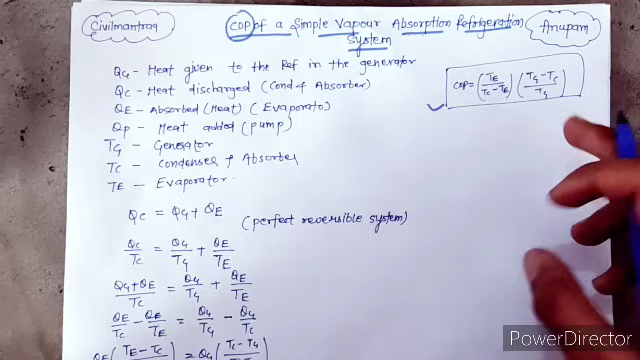 Civilmantraa
COP of a Simple Vapour Absorption Refrigeration System
Anupam
QG - Heat given to the Ref in the generator
QC - Heat discharged (Cond & Absorber)
QE - Absorbed (Heat) (Evaporato)
QP - Heat added (pump)
TG - Generator
TC - Condenser & Absorber
TE - Evaporator.
COP = (TE / TC - TE) (TG - TC / TG)
QC = QG + QE
(perfect reversible system)
QC/TC = QG/TG + QE/TE
QG + QE / TC = QG/TG + QE/TE
QE/TC - QE/TE = QG/TG - QG/TC
QE (TE - TC = QG (TC - TG
PowerDirector